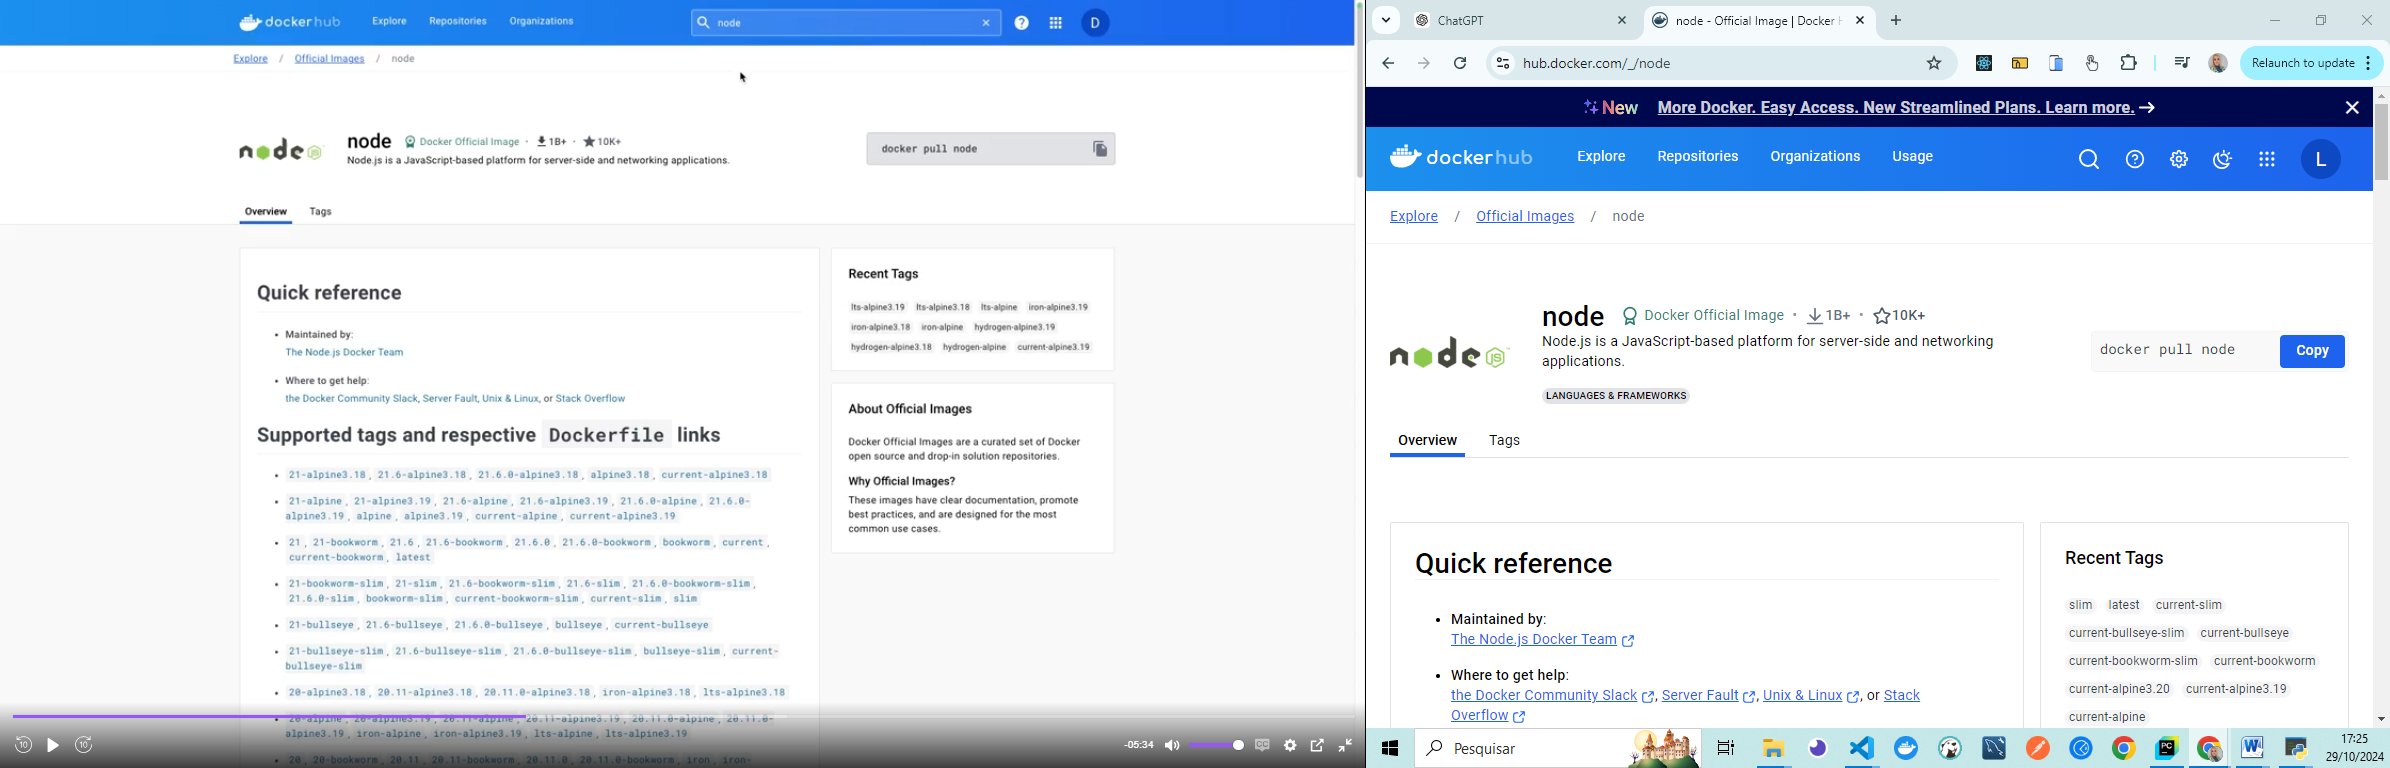 dockerhub Explore Repositories Organizations node × ? D
Explore / Official Images / node
node
node JS
Docker Official Image · 1B+ · 10K+
Node.js is a JavaScript-based platform for server-side and networking applications.
docker pull node
Overview Tags
Quick reference
• Maintained by:
The Node.js Docker Team
• Where to get help:
the Docker Community Slack, Server Fault, Unix & Linux, or Stack Overflow
Supported tags and respective Dockerfile links
• 21-alpine3.18, 21.6-alpine3.18, 21.6.0-alpine3.18, alpine3.18, current-alpine3.18
• 21-alpine, 21-alpine3.19, 21.6-alpine, 21.6-alpine3.19, 21.6.0-alpine, 21.6.0-
alpine3.19, alpine, alpine3.19, current-alpine, current-alpine3.19
• 21, 21-bookworm, 21.6, 21.6-bookworm, 21.6.0, 21.6.0-bookworm, bookworm, current,
current-bookworm, latest
• 21-bookworm-slim, 21-slim, 21.6-bookworm-slim, 21.6-slim, 21.6.0-bookworm-slim,
21.6.0-slim, bookworm-slim, current-bookworm-slim, current-slim, slim
• 21-bullseye, 21.6-bullseye, 21.6.0-bullseye, bullseye, current-bullseye
• 21-bullseye-slim, 21.6-bullseye-slim, 21.6.0-bullseye-slim, bullseye-slim, current-
bullseye-slim
• 20-alpine3.18, 20.11-alpine3.18, 20.11.0-alpine3.18, iron-alpine3.18, lts-alpine3.18
• 20-alpine, 20-alpine3.19, 20.11-alpine, 20.11-alpine3.19, 20.11.0-alpine, 20.11.0-
alpine3.19, iron-alpine, iron-alpine3.19, lts-alpine, lts-alpine3.19
• 20, 20-bookworm, 20.11, 20.11-bookworm, 20.11.0, 20.11.0-bookworm, iron, iron-
Recent Tags
lts-alpine3.19 lts-alpine3.18 lts-alpine iron-alpine3.19
iron-alpine3.18 iron-alpine hydrogen-alpine3.19
hydrogen-alpine3.18 hydrogen-alpine current-alpine3.19
About Official Images
Docker Official Images are a curated set of Docker
open source and drop-in solution repositories.
Why Official Images?
These images have clear documentation, promote
best practices, and are designed for the most
common use cases.
10 10 -05:34 CC
ChatGPT × node - Official Image | Docker H × +
hub.docker.com/_/node Relaunch to update
New More Docker. Easy Access. New Streamlined Plans. Learn more. → ×
dockerhub Explore Repositories Organizations Usage ? L
Explore / Official Images / node
node JS
node Docker Official Image · 1B+ · 10K+
Node.js is a JavaScript-based platform for server-side and networking
applications.
LANGUAGES & FRAMEWORKS
docker pull node Copy
Overview Tags
Quick reference
• Maintained by:
The Node.js Docker Team
• Where to get help:
the Docker Community Slack, Server Fault, Unix & Linux, or Stack
Overflow
Recent Tags
slim latest current-slim
current-bullseye-slim current-bullseye
current-bookworm-slim current-bookworm
current-alpine3.20 current-alpine3.19
current-alpine
Pesquisar
PC
W
17:25
29/10/2024